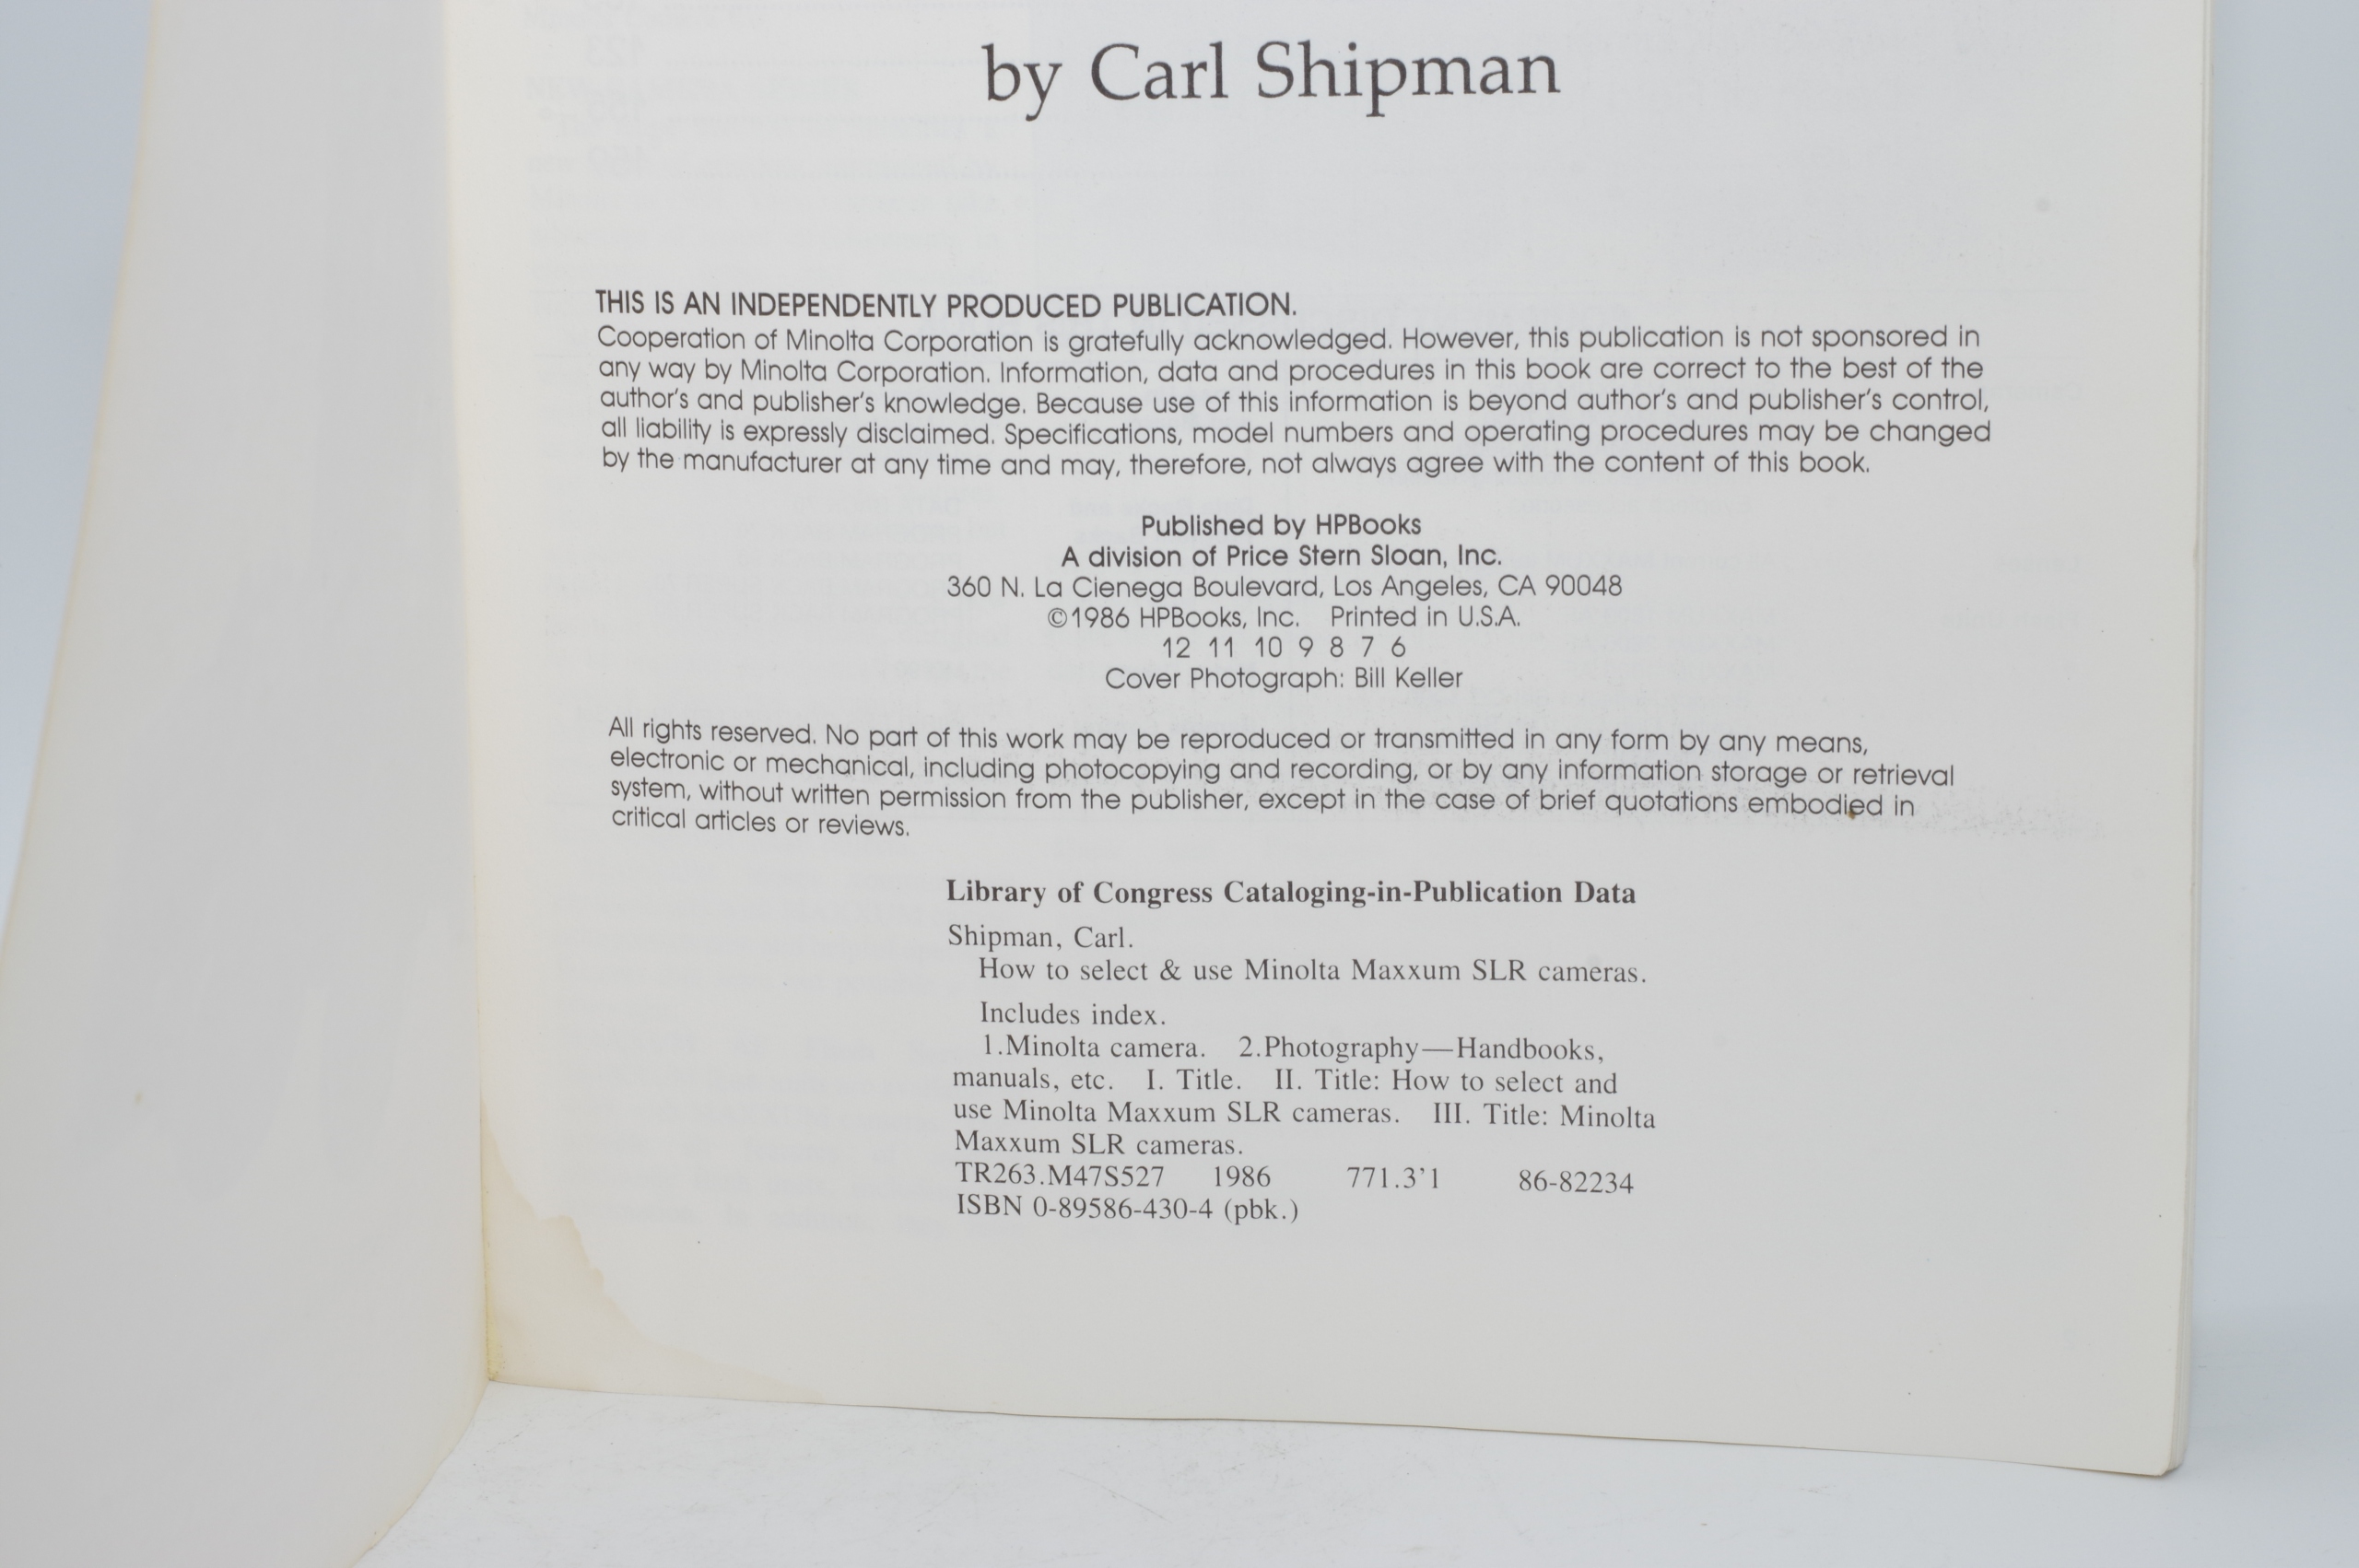 by Carl Shipman
THIS IS AN INDEPENDENTLY PRODUCED PUBLICATION.
Cooperation of Minolta Corporation is gratefully acknowledged. However, this publication is not sponsored in
any way by Minolta Corporation. Information, data and procedures in this book are correct to the best of the
author's and publisher's knowledge. Because use of this information is beyond author's and publisher's control,
all liability is expressly disclaimed. Specifications, model numbers and operating procedures may be changed
by the manufacturer at any time and may, therefore, not always agree with the content of this book.
Published by HPBooks
A division of Price Stern Sloan, Inc.
360 N. La Cienega Boulevard, Los Angeles, CA 90048
©1986 HPBooks, Inc. Printed in U.S.A.
12 11 10 9 8 7 6
Cover Photograph: Bill Keller
All rights reserved. No part of this work may be reproduced or transmitted in any form by any means,
electronic or mechanical, including photocopying and recording, or by any information storage or retrieval
system, without written permission from the publisher, except in the case of brief quotations embodied in
critical articles or reviews.
Library of Congress Cataloging-in-Publication Data
Shipman, Carl.
How to select & use Minolta Maxxum SLR cameras.
Includes index.
1.Minolta camera. 2.Photography—Handbooks,
manuals, etc. I. Title. II. Title: How to select and
use Minolta Maxxum SLR cameras. III. Title: Minolta
Maxxum SLR cameras.
TR263.M47S527 1986 771.3'1 86-82234
ISBN 0-89586-430-4 (pbk.)